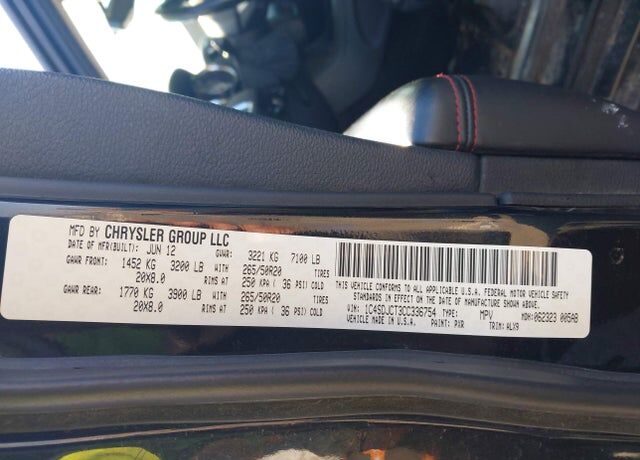 MFD BY CHRYSLER GROUP LLC
DATE OF MFR(BUILT): JUN 12 GVWR: 3221 KG 7100 LB
GAWR FRONT: 1452 KG 3200 LB WITH 265/50R20 TIRES
20X8.0 RIMS AT 250 KPA ( 36 PSI) COLD
GAWR REAR: 1770 KG 3900 LB WITH 265/50R20 TIRES
20X8.0 RIMS AT 250 KPA ( 36 PSI) COLD
THIS VEHICLE CONFORMS TO ALL APPLICABLE U.S.A. FEDERAL MOTOR VEHICLE SAFETY
STANDARDS IN EFFECT ON THE DATE OF MANUFACTURE SHOWN ABOVE.
VIN: 1C4SDJCT3CC336754 TYPE: MPV MDH: 062323 005AB
VEHICLE MADE IN U.S.A. PAINT: PXR TRIM: ALX9